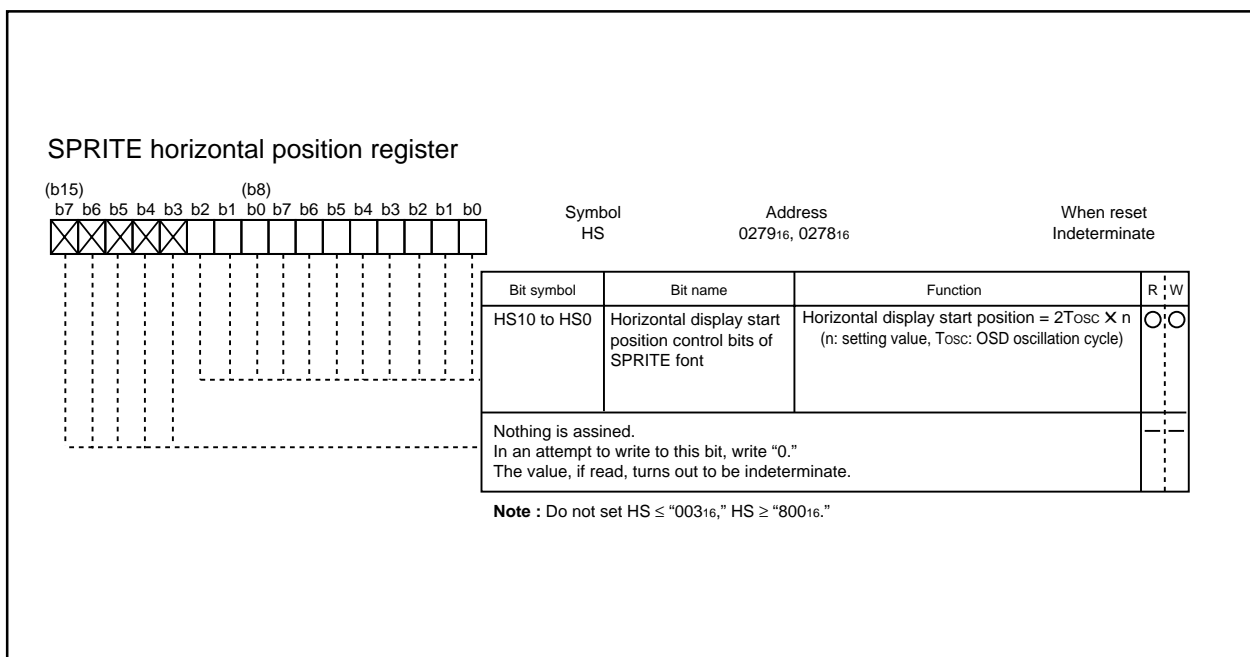 SPRITE horizontal position register
(b15) (b8)
b7 b6 b5 b4 b3 b2 b1 b0 b7 b6 b5 b4 b3 b2 b1 b0
Symbol Address When reset
HS 027916, 027816 Indeterminate
Bit symbol Bit name Function R W
HS10 to HS0 Horizontal display start position control bits of SPRITE font Horizontal display start position = 2Tosc × n (n: setting value, Tosc: OSD oscillation cycle) ○ ○
Nothing is assined. — —
In an attempt to write to this bit, write “0.”
The value, if read, turns out to be indeterminate.
Note : Do not set HS ≤ “00316,” HS ≥ “80016.”